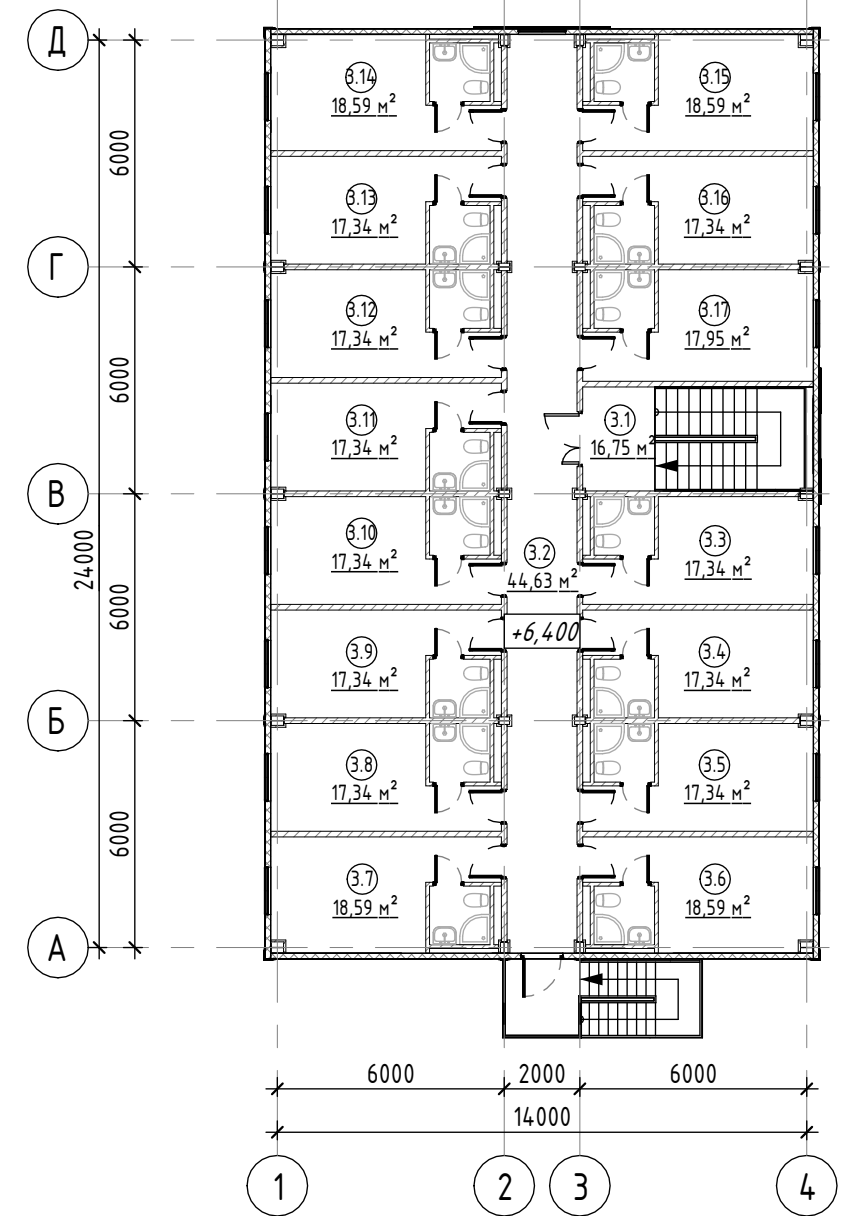 Д
3.14
18,59 м²
3.15
18,59 м²
6000
3.13
17,34 м²
3.16
17,34 м²
Г
3.12
17,34 м²
3.17
17,95 м²
6000
3.11
17,34 м²
3.1
16,75 м²
В
24000
3.10
17,34 м²
3.2
44,63 м²
3.3
17,34 м²
6000
+6,400
3.9
17,34 м²
3.4
17,34 м²
Б
3.8
17,34 м²
3.5
17,34 м²
6000
3.7
18,59 м²
3.6
18,59 м²
А
6000
2000
6000
14000
1
2
3
4